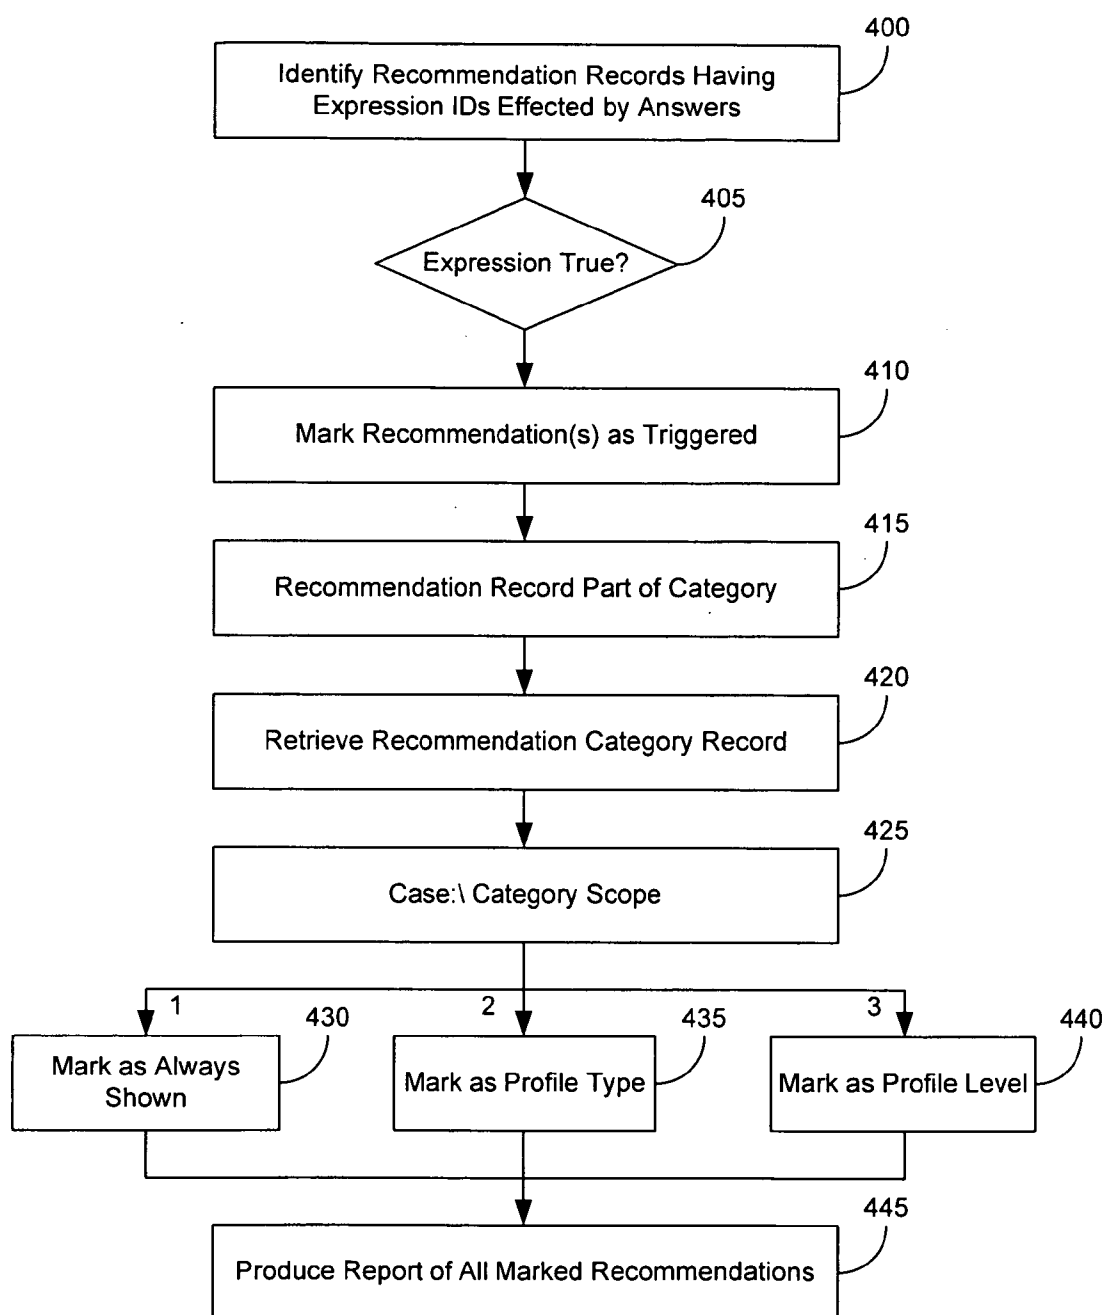 400
Identify Recommendation Records Having
Expression IDs Effected by Answers
405
Expression True?
410
Mark Recommendation(s) as Triggered
415
Recommendation Record Part of Category
420
Retrieve Recommendation Category Record
425
Case:\ Category Scope
1
430
2
435
3
440
Mark as Always
Shown
Mark as Profile Type
Mark as Profile Level
445
Produce Report of All Marked Recommendations